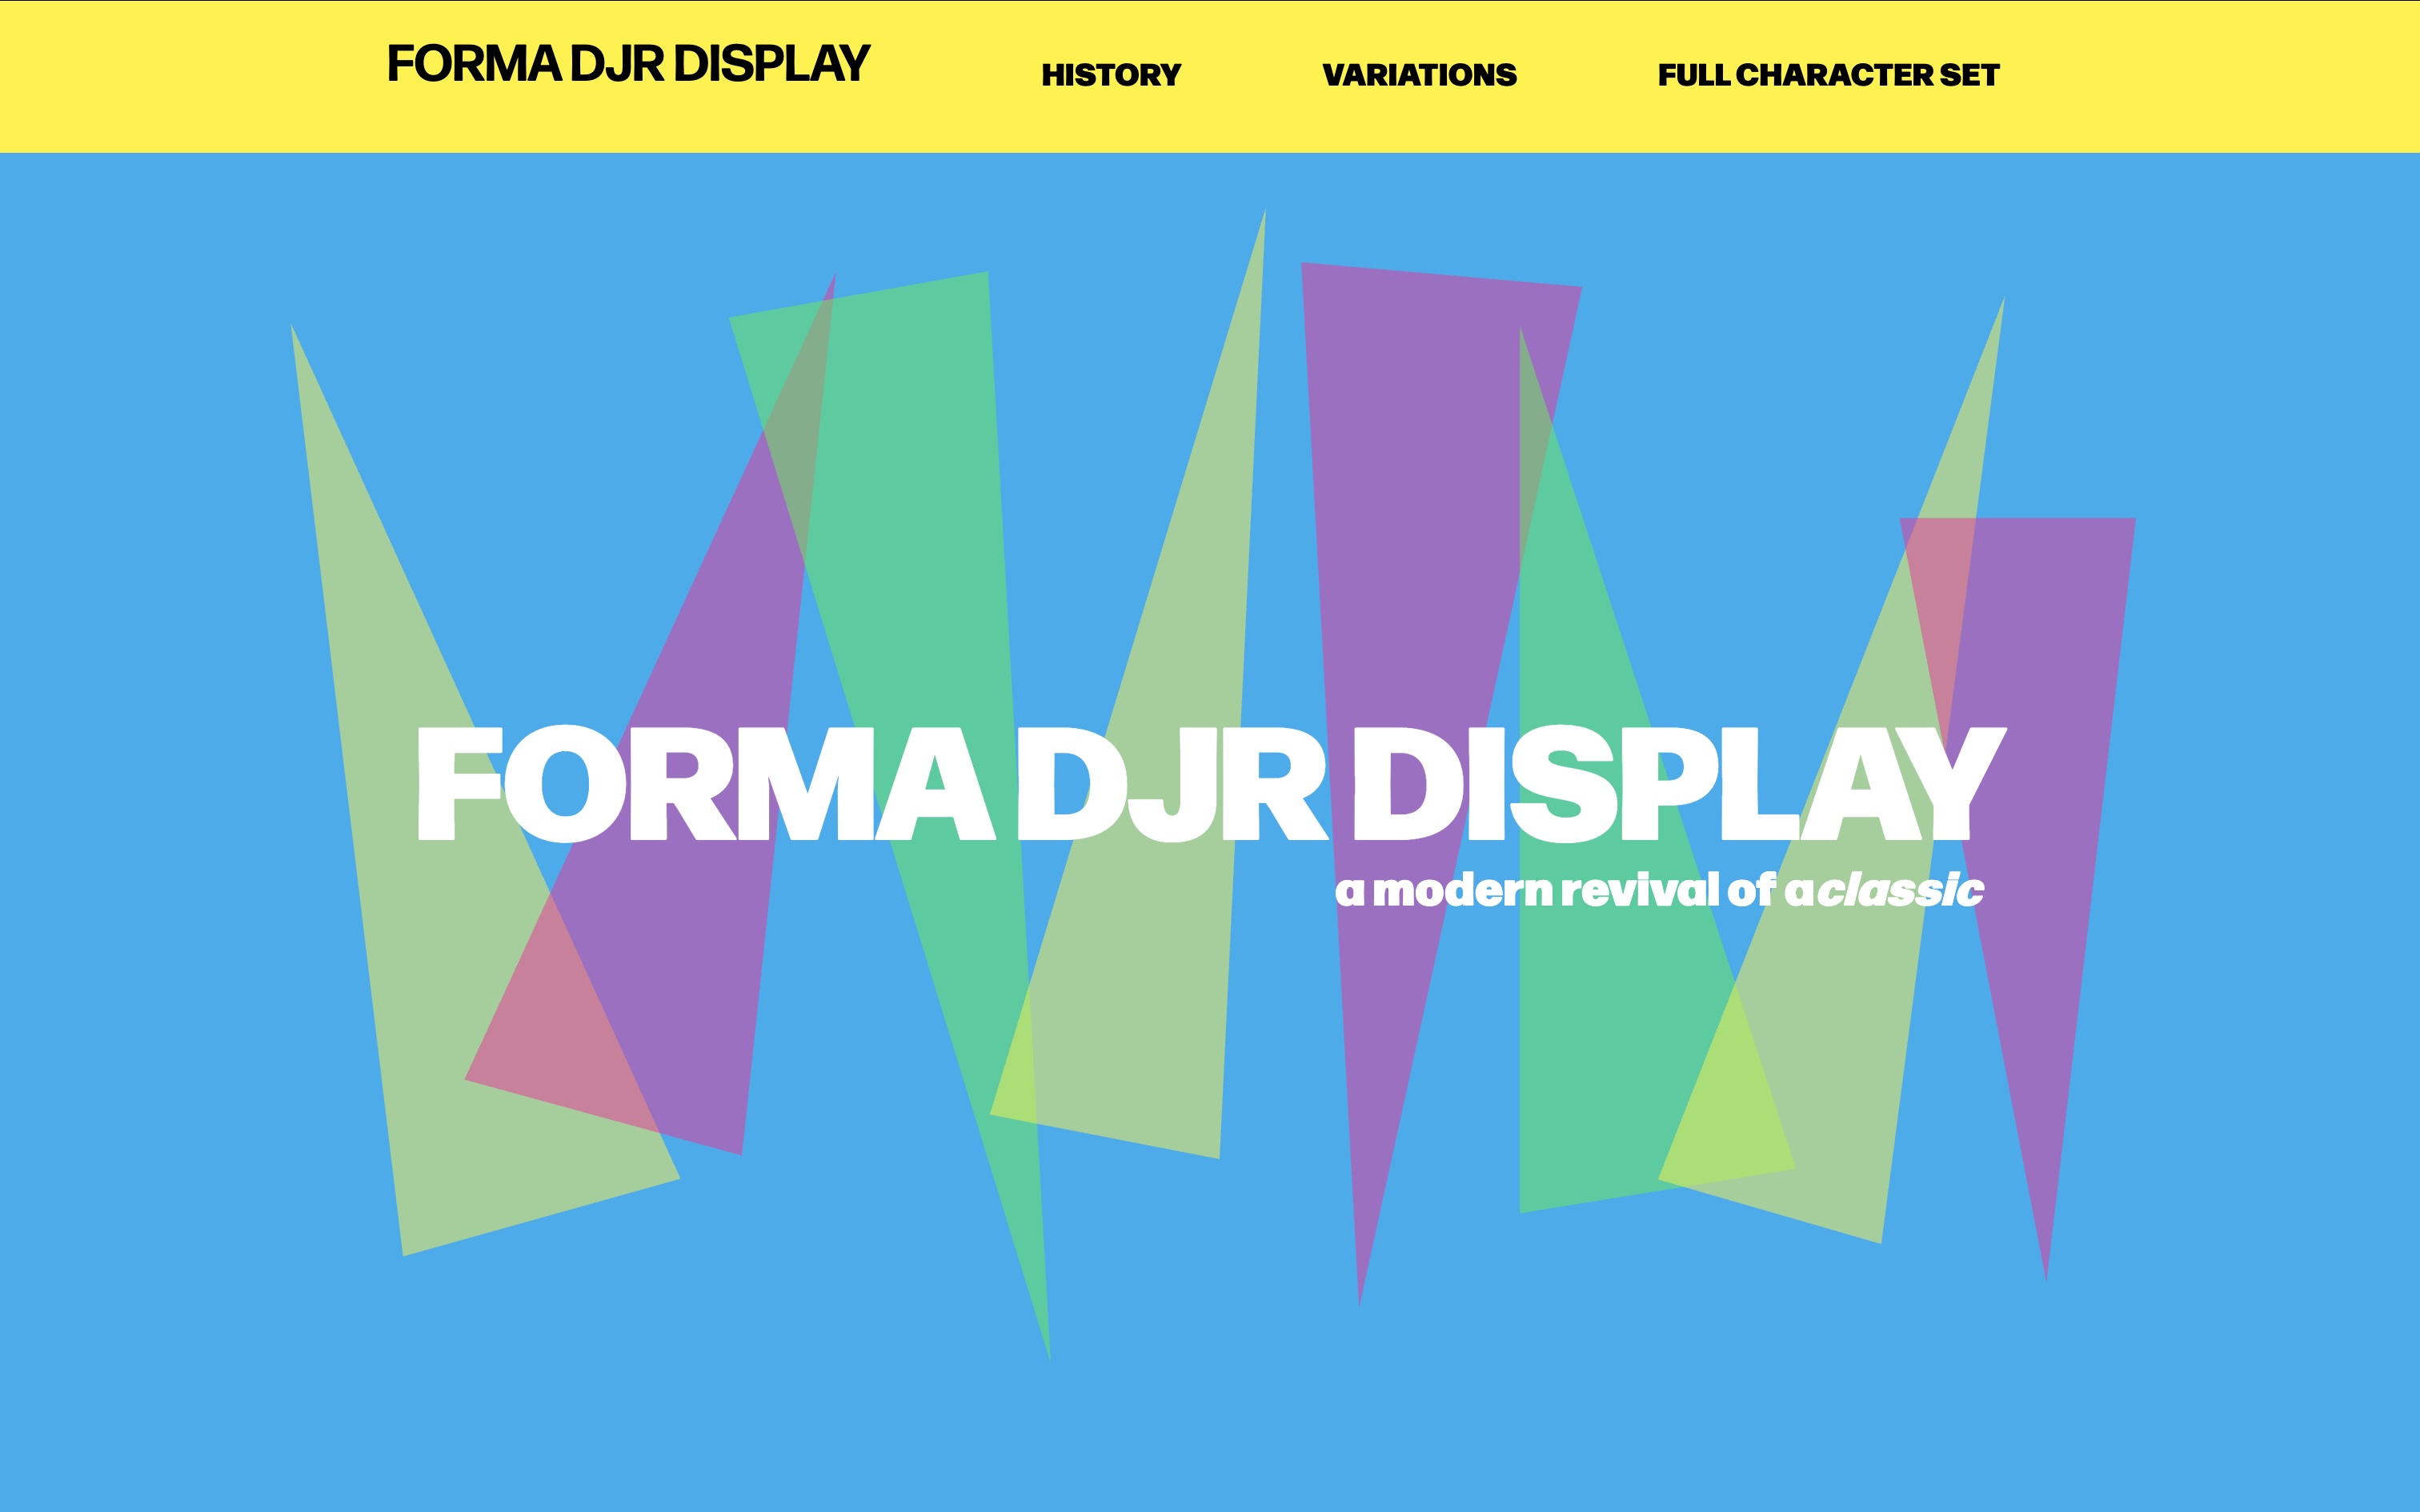 FORMA DJR DISPLAY
HISTORY
VARIATIONS
FULL CHARACTER SET
FORMA DJR DISPLAY
a modern revival of a classic